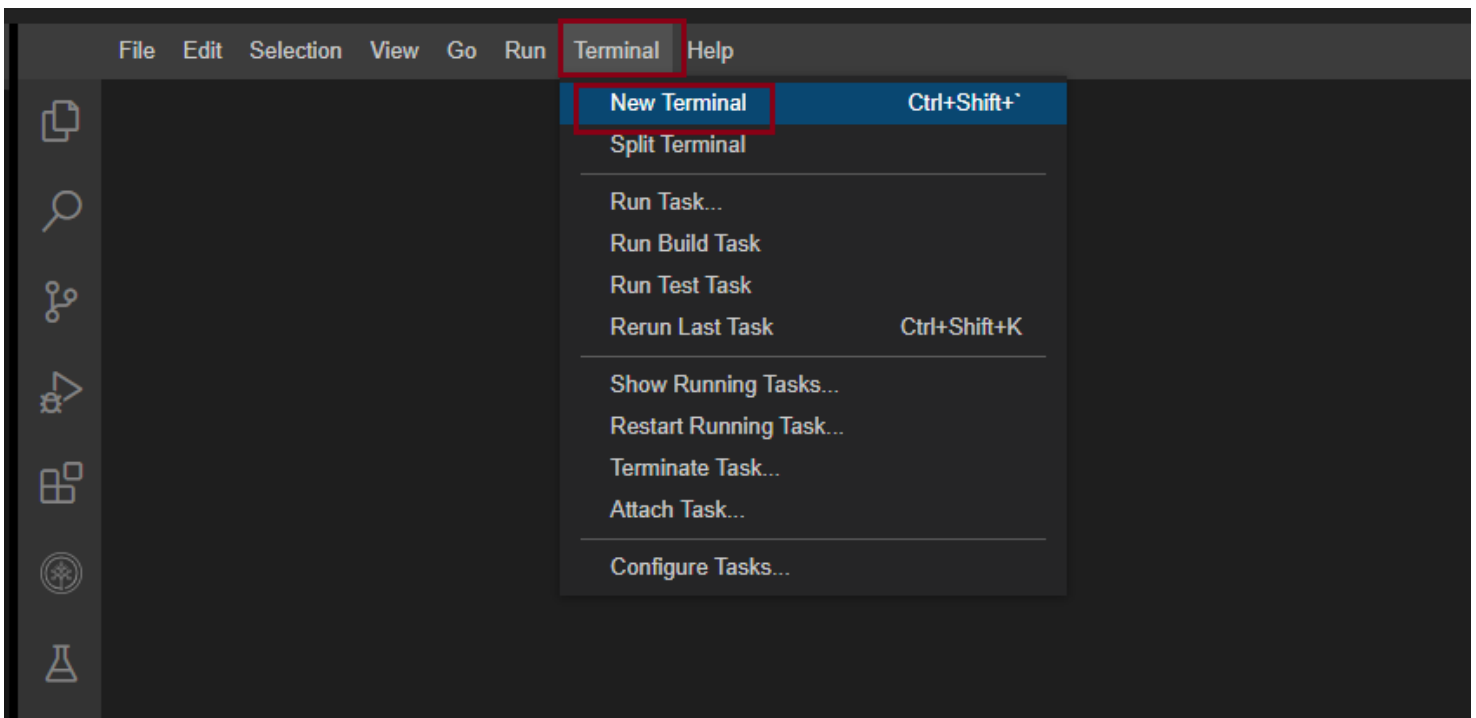 File Edit Selection View Go Run Terminal Help
New Terminal Ctrl+Shift+`
Split Terminal
Run Task...
Run Build Task
Run Test Task
Rerun Last Task Ctrl+Shift+K
Show Running Tasks...
Restart Running Task...
Terminate Task...
Attach Task...
Configure Tasks...